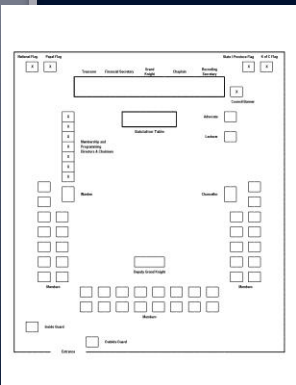 National Flag Papal Flag
State / Province Flag K of C Flag
Treasurer Financial Secretary Grand Knight Chaplain Recording Secretary
Council Banner
Advocate
Lecturer
Membership and
Programming
Directors & Chairmen
Warden
Chancellor
Deputy Grand Knight
Members
Members
Members
Inside Guard
Outside Guard
Entrance